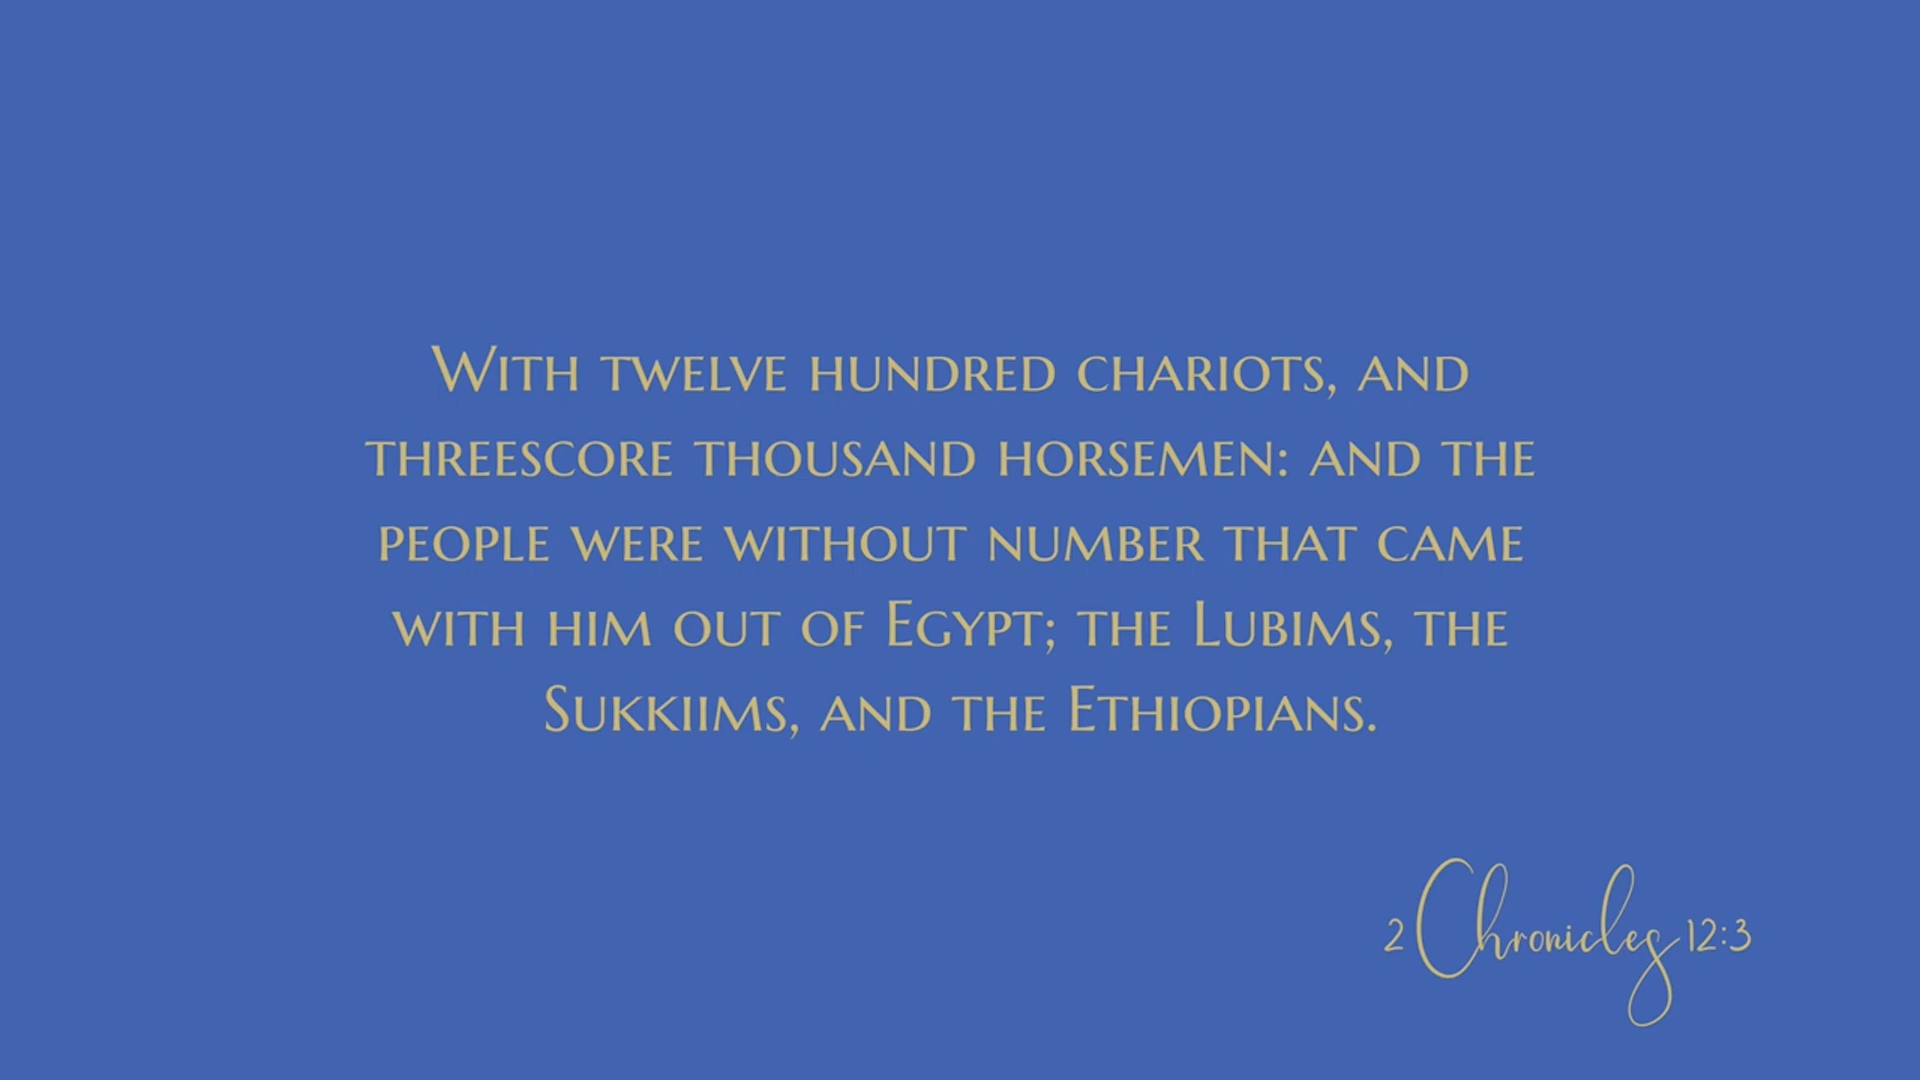 With twelve hundred chariots, and
threescore thousand horsemen: and the
people were without number that came
with him out of Egypt; the Lubims, the
Sukkiims, and the Ethiopians.
2 Chronicles 12:3